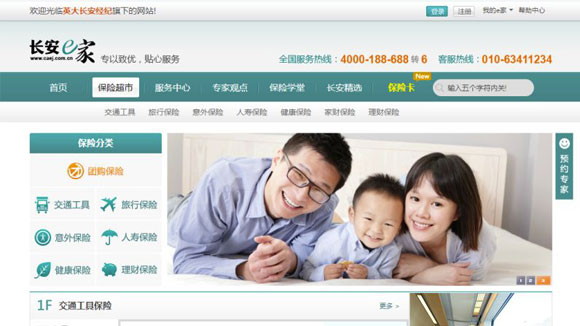 欢迎光临英大长安经纪旗下的网站!
登录 注册 我的e家 帮助中心
长安e家 专以致优,贴心服务
www.caej.com.cn
全国服务热线:4000-188-688 转 6 客服热线:010-63411234
New
首页 保险超市 服务中心 专家观点 保险学堂 长安精选 保险卡 输入五个字符内关!
交通工具 旅行保险 意外保险 人寿保险 健康保险 家财保险 理财保险
保险分类
团购保险
交通工具 旅行保险
意外保险 人寿保险
健康保险 理财保险
预约专家
1 2 3
1F 交通工具保险 更多 »